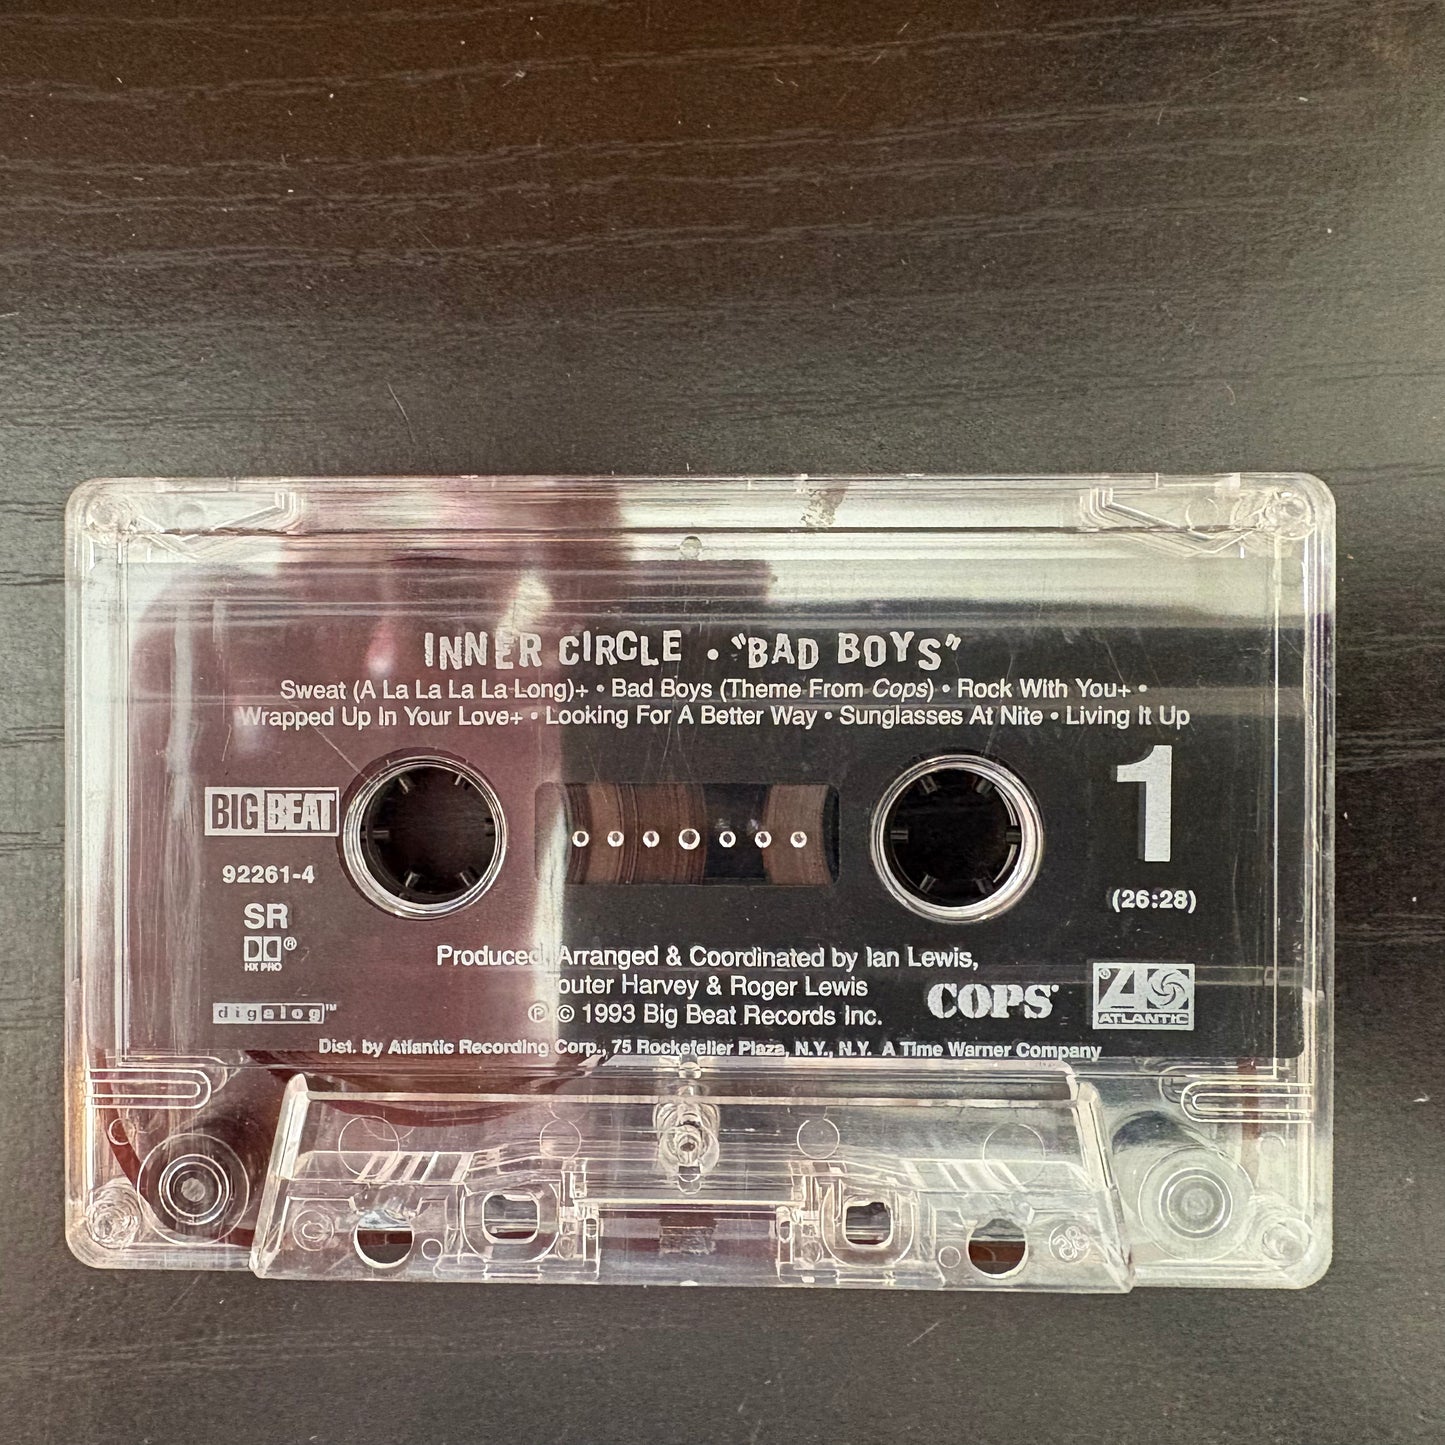 INNER CIRCLE • "BAD BOYS"
Sweat (A La La La La Long)+ • Bad Boys (Theme From Cops) • Rock With You+ •
Wrapped Up In Your Love+ • Looking For A Better Way • Sunglasses At Nite • Living It Up
1
BIG BEAT
92261-4
(26:28)
SR
HX PRO
Produced, Arranged & Coordinated by Ian Lewis,
Harvey & Roger Lewis
℗ © 1993 Big Beat Records Inc.
COPS
ATLANTIC
digalog™
Dist. by Atlantic Recording Corp., 75 Rockefeller Plaza, N.Y., N.Y. A Time Warner Company